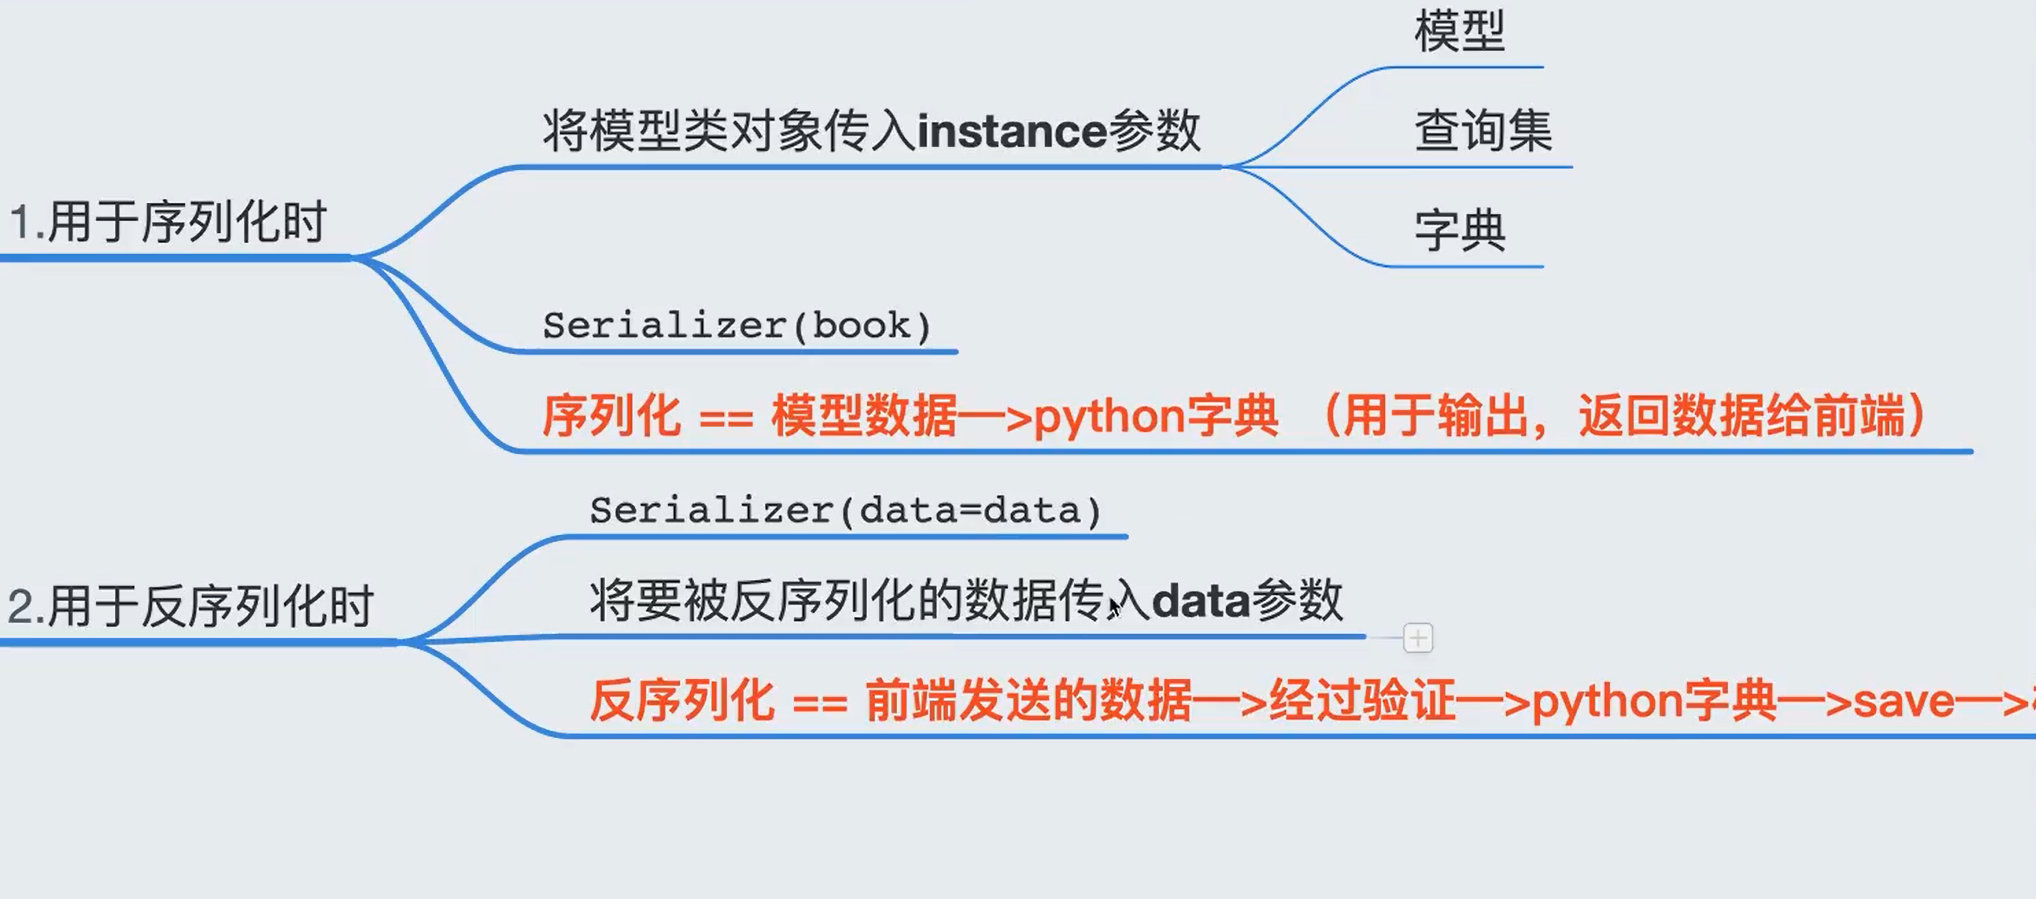 模型
将模型类对象传入instance参数
查询集
1.用于序列化时
字典
Serializer(book)
序列化 == 模型数据—>python字典 （用于输出，返回数据给前端）
Serializer(data=data)
2.用于反序列化时
将要被反序列化的数据传入data参数
反序列化 == 前端发送的数据—>经过验证—>python字典—>save—>